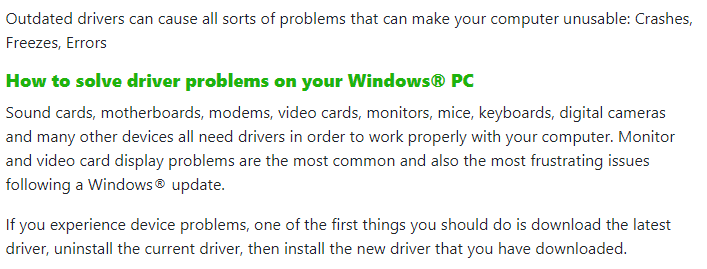 Outdated drivers can cause all sorts of problems that can make your computer unusable: Crashes,
Freezes, Errors
How to solve driver problems on your Windows® PC
Sound cards, motherboards, modems, video cards, monitors, mice, keyboards, digital cameras
and many other devices all need drivers in order to work properly with your computer. Monitor
and video card display problems are the most common and also the most frustrating issues
following a Windows® update.
If you experience device problems, one of the first things you should do is download the latest
driver, uninstall the current driver, then install the new driver that you have downloaded.